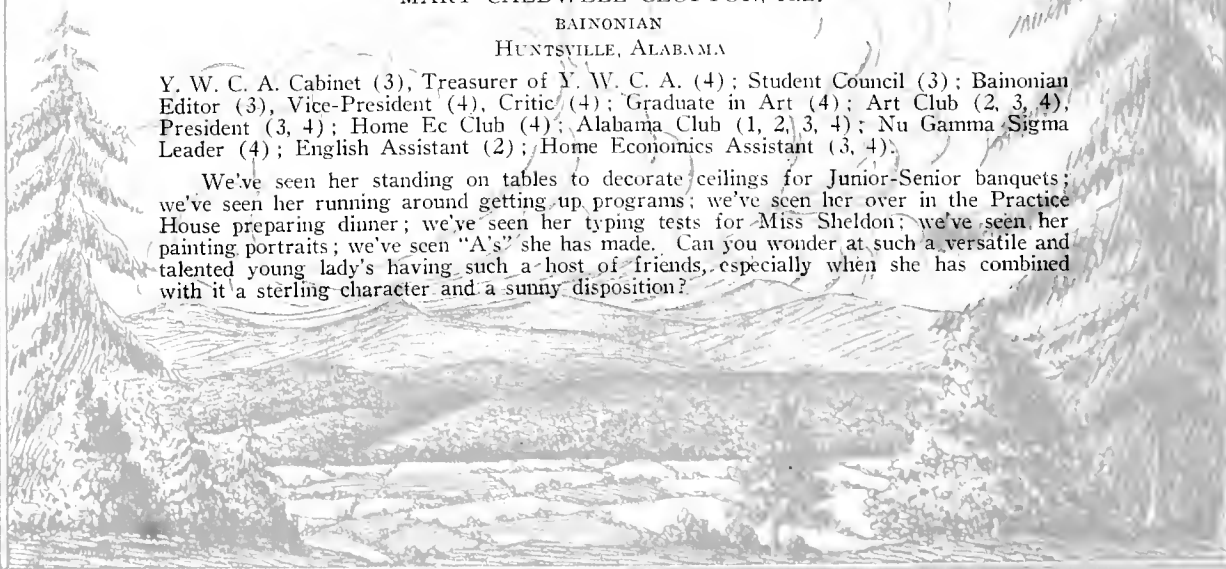 BAINONIAN
HUNTSVILLE, ALABAMA
Y. W. C. A. Cabinet (3), Treasurer of Y. W. C. A. (4); Student Council (3); Bainonian
Editor (3), Vice-President (4), Critic (4); Graduate in Art (4); Art Club (2, 3, 4),
President (3, 4); Home Ec Club (4); Alabama Club (1, 2, 3, 4); Nu Gamma Sigma
Leader (4); English Assistant (2); Home Economics Assistant (3, 4).
We've seen her standing on tables to decorate ceilings for Junior-Senior banquets;
we've seen her running around getting up programs; we've seen her over in the Practice
House preparing dinner; we've seen her typing tests for Miss Sheldon; we've seen her
painting portraits; we've seen "A's" she has made. Can you wonder at such a versatile and
talented young lady's having such a host of friends, especially when she has combined
with it a sterling character and a sunny disposition?